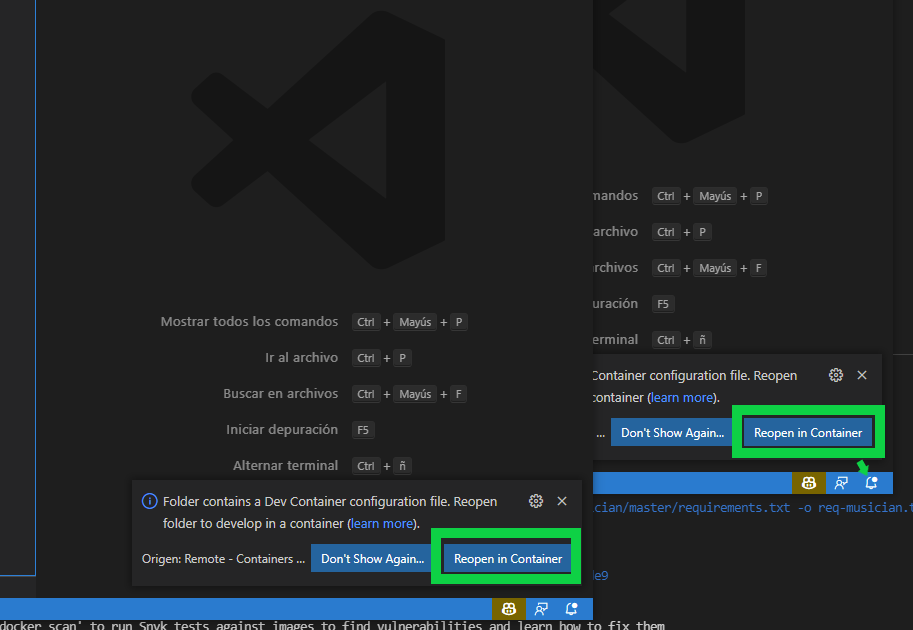 Mostrar todos los comandos Ctrl + Mayús + P
Ir al archivo Ctrl + P
Buscar en archivos Ctrl + Mayús + F
Iniciar depuración F5
Alternar terminal Ctrl + ñ
Folder contains a Dev Container configuration file. Reopen
folder to develop in a container (learn more).
Origen: Remote - Containers ... Don't Show Again... Reopen in Container
mandos Ctrl + Mayús + P
archivo Ctrl + P
rchivos Ctrl + Mayús + F
uración F5
erminal Ctrl + ñ
Container configuration file. Reopen
container (learn more).
... Don't Show Again... Reopen in Container
cian/master/requirements.txt -o req-musician.t
e9
docker scan' to run Snyk tests against images to find vulnerabilities and learn how to fix them